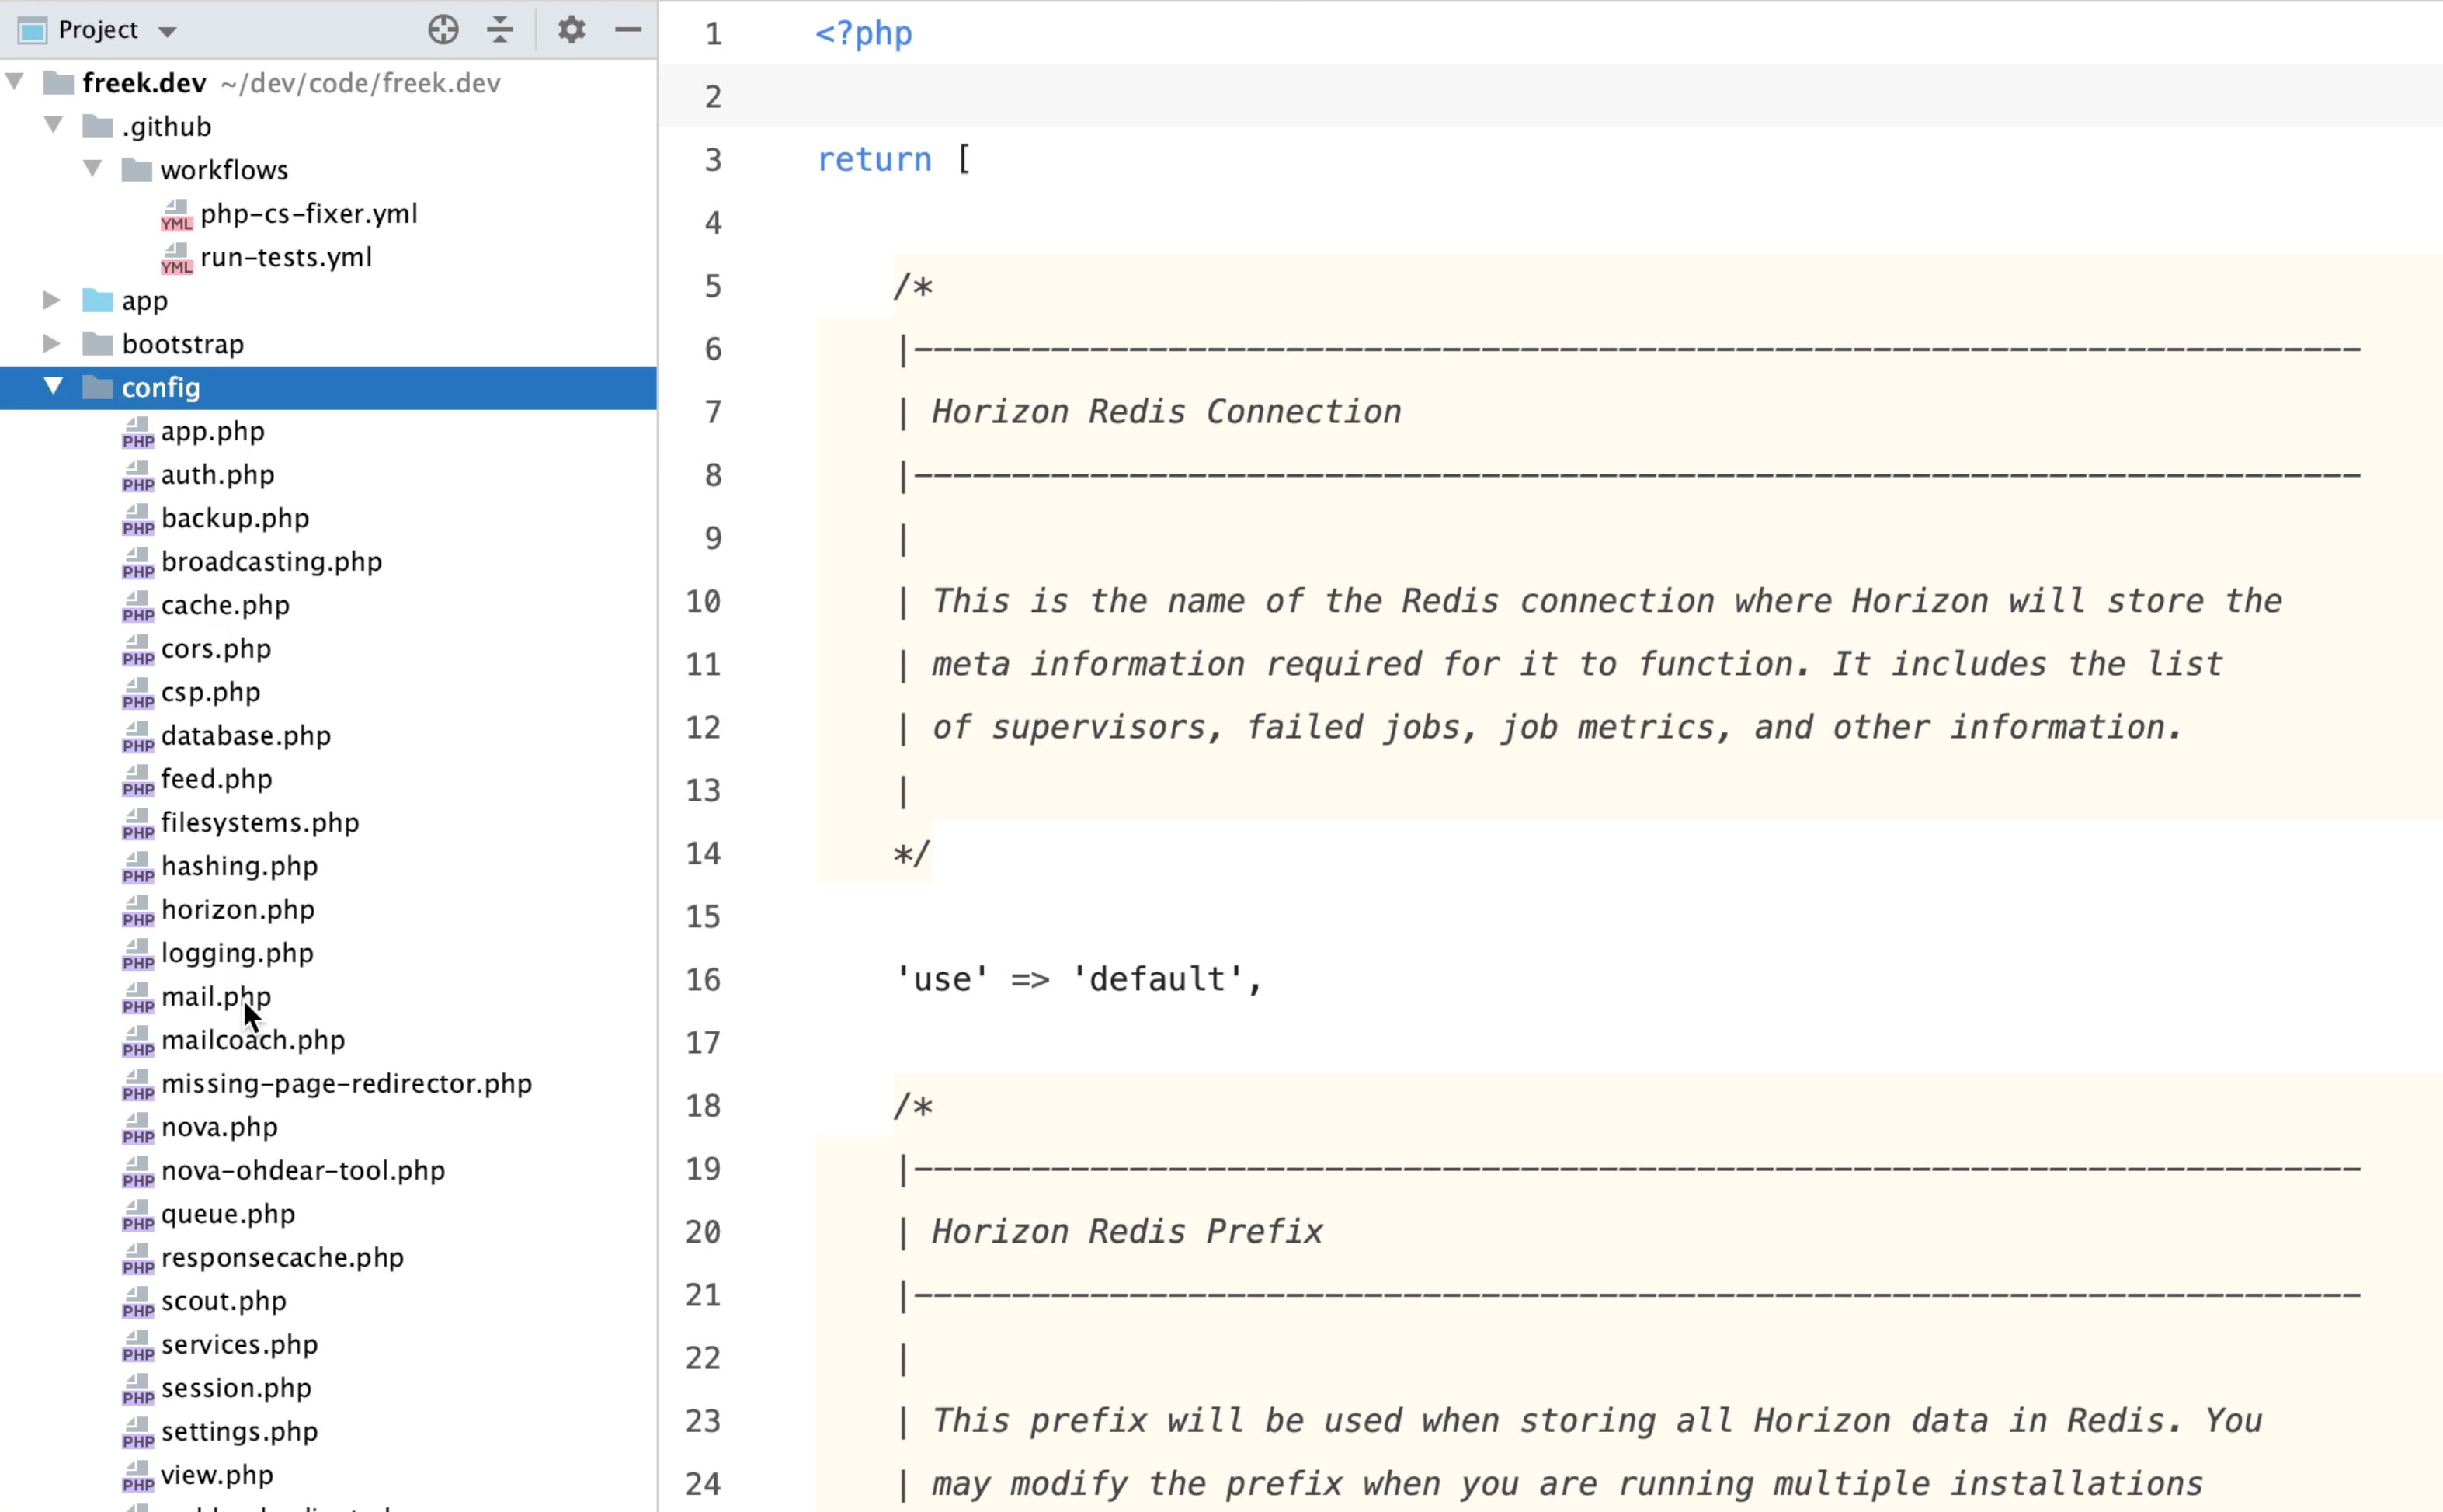 Project
freek.dev ~/dev/code/freek.dev
.github
workflows
YML php-cs-fixer.yml
YML run-tests.yml
app
bootstrap
config
PHP app.php
PHP auth.php
PHP backup.php
PHP broadcasting.php
PHP cache.php
PHP cors.php
PHP csp.php
PHP database.php
PHP feed.php
PHP filesystems.php
PHP hashing.php
PHP horizon.php
PHP logging.php
PHP mail.php
PHP mailcoach.php
PHP missing-page-redirector.php
PHP nova.php
PHP nova-ohdear-tool.php
PHP queue.php
PHP responsecache.php
PHP scout.php
PHP services.php
PHP session.php
PHP settings.php
PHP view.php
1 <?php
2
3 return [
4
5 /*
6 |--------------------------------------------------------------------------
7 | Horizon Redis Connection
8 |--------------------------------------------------------------------------
9 |
10 | This is the name of the Redis connection where Horizon will store the
11 | meta information required for it to function. It includes the list
12 | of supervisors, failed jobs, job metrics, and other information.
13 |
14 */
15
16 'use' => 'default',
17
18 /*
19 |--------------------------------------------------------------------------
20 | Horizon Redis Prefix
21 |--------------------------------------------------------------------------
22 |
23 | This prefix will be used when storing all Horizon data in Redis. You
24 | may modify the prefix when you are running multiple installations